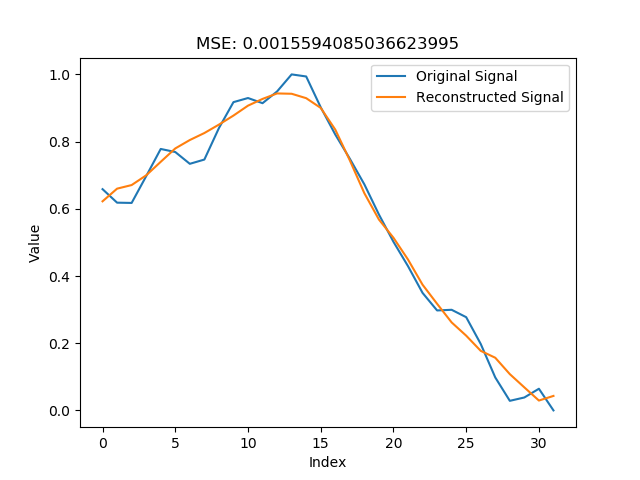 MSE: 0.0015594085036623995
Original Signal
Reconstructed Signal
Value
1.0
0.8
0.6
0.4
0.2
0.0
0 5 10 15 20 25 30
Index